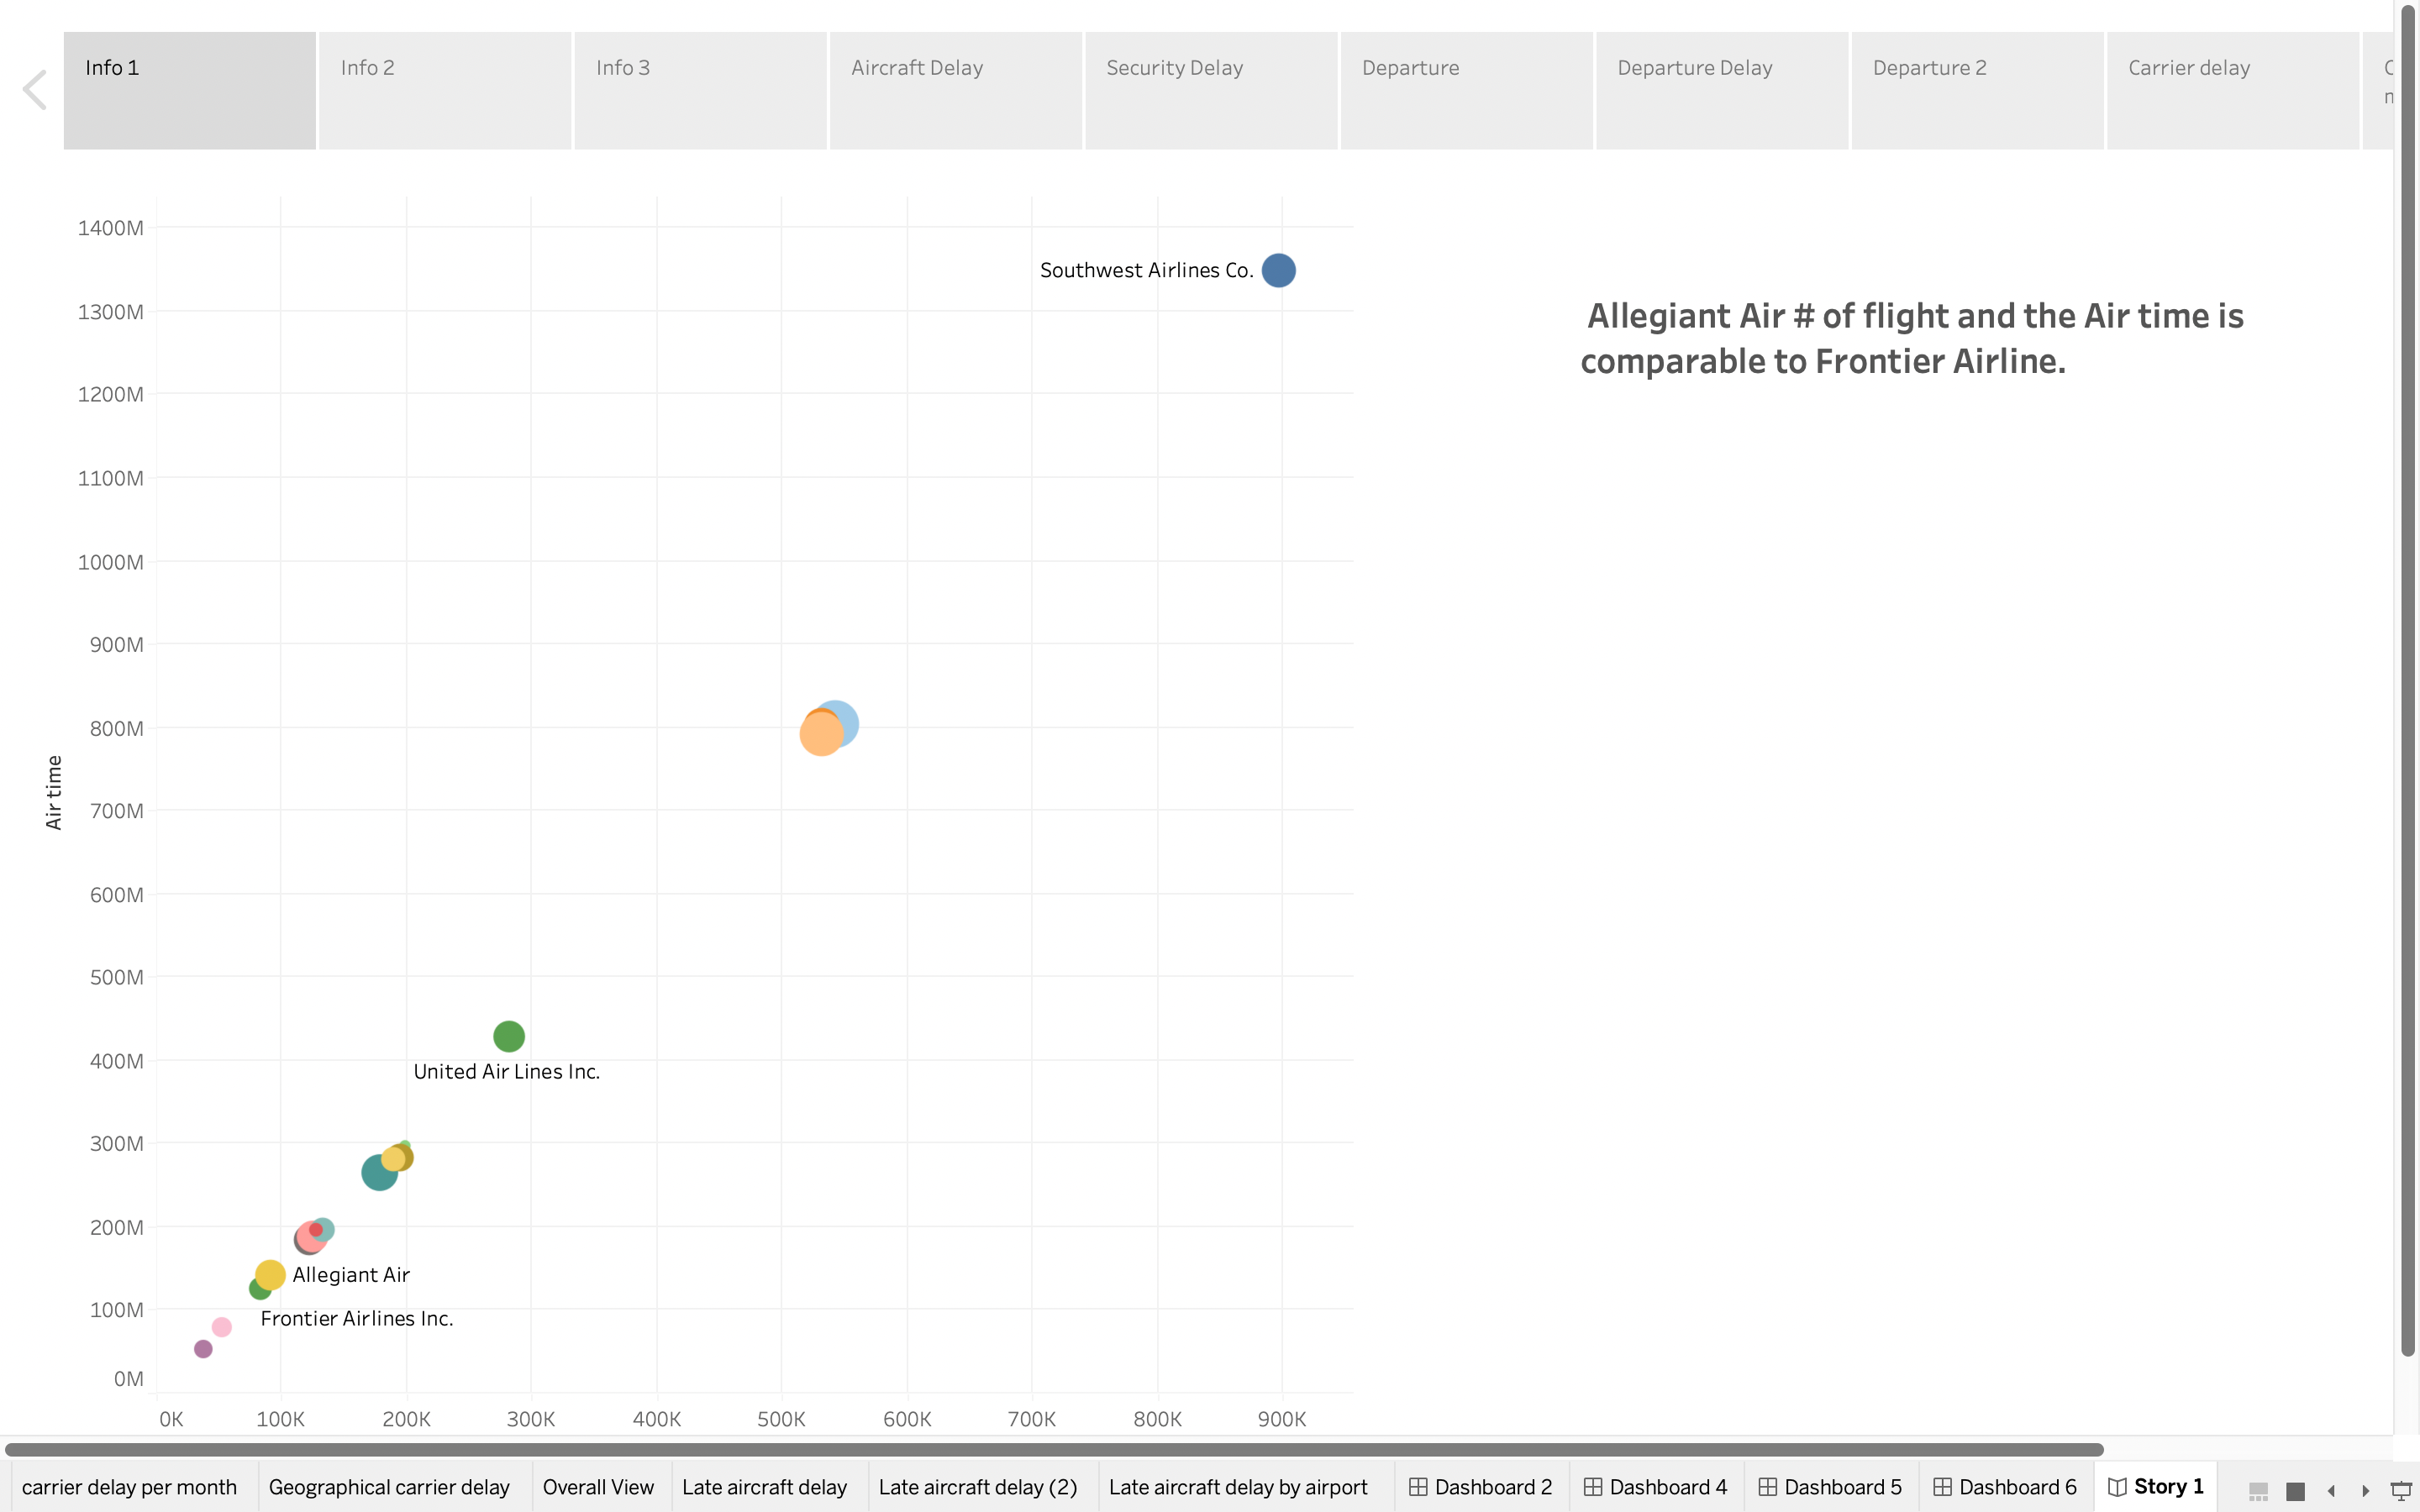 Info 1
Info 2
Info 3
Aircraft Delay
Security Delay
Departure
Departure Delay
Departure 2
Carrier delay
1400M
1300M
1200M
1100M
1000M
900M
800M
700M
600M
500M
400M
300M
200M
100M
0M
Air time
Southwest Airlines Co.
United Air Lines Inc.
Allegiant Air
Frontier Airlines Inc.
0K
100K
200K
300K
400K
500K
600K
700K
800K
900K
Allegiant Air # of flight and the Air time is
comparable to Frontier Airline.
carrier delay per month
Geographical carrier delay
Overall View
Late aircraft delay
Late aircraft delay (2)
Late aircraft delay by airport
Dashboard 2
Dashboard 4
Dashboard 5
Dashboard 6
Story 1